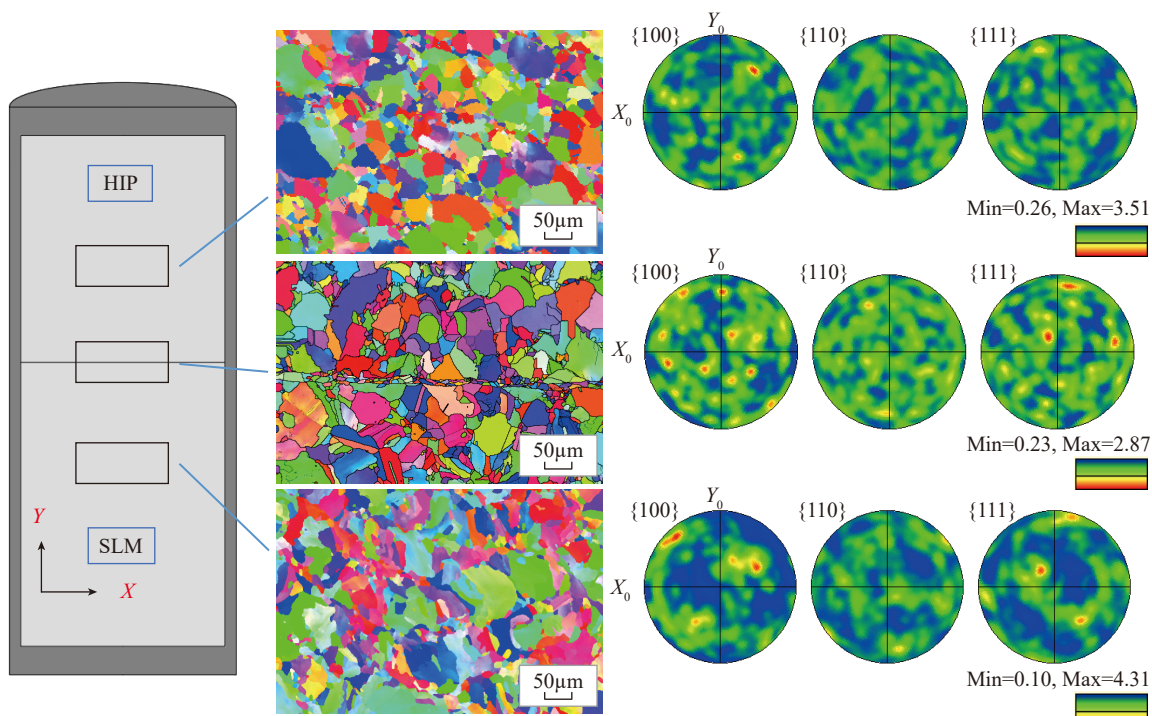 HIP
SLM
Y
X
50μm
{100}
Y₀
{110}
{111}
X₀
Min=0.26, Max=3.51
50μm
{100}
Y₀
{110}
{111}
X₀
Min=0.23, Max=2.87
50μm
{100}
Y₀
{110}
{111}
X₀
Min=0.10, Max=4.31